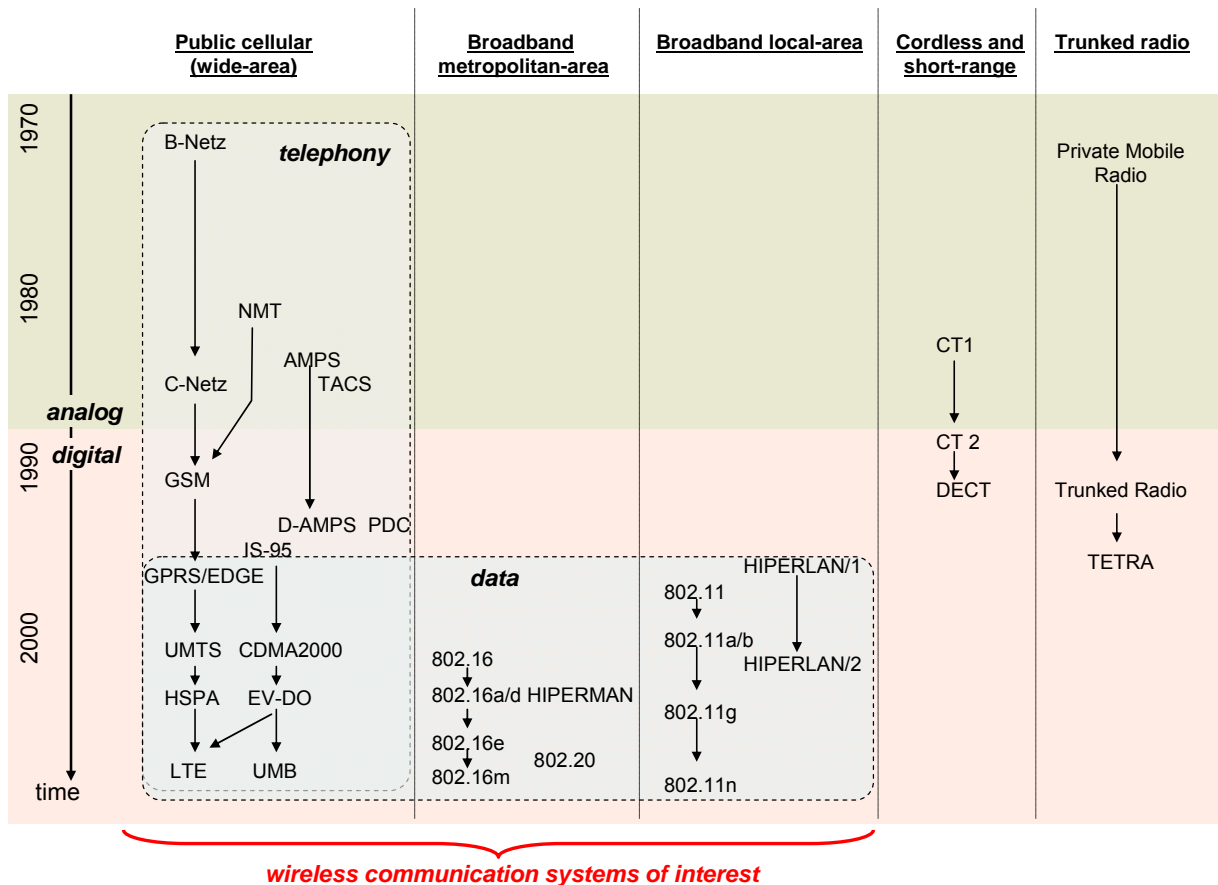 Public cellular
(wide-area)
Broadband
metropolitan-area
Broadband local-area
Cordless and
short-range
Trunked radio
1970
B-Netz
telephony
Private Mobile
Radio
1980
NMT
CT1
AMPS
TACS
C-Netz
analog
digital
1990
CT 2
GSM
DECT
Trunked Radio
D-AMPS PDC
IS-95
TETRA
GPRS/EDGE
data
HIPERLAN/1
802.11
2000
UMTS
CDMA2000
802.11a/b
802.16
HIPERLAN/2
HSPA
EV-DO
802.16a/d HIPERMAN
802.11g
802.16e
802.20
LTE
UMB
802.16m
802.11n
time
wireless communication systems of interest